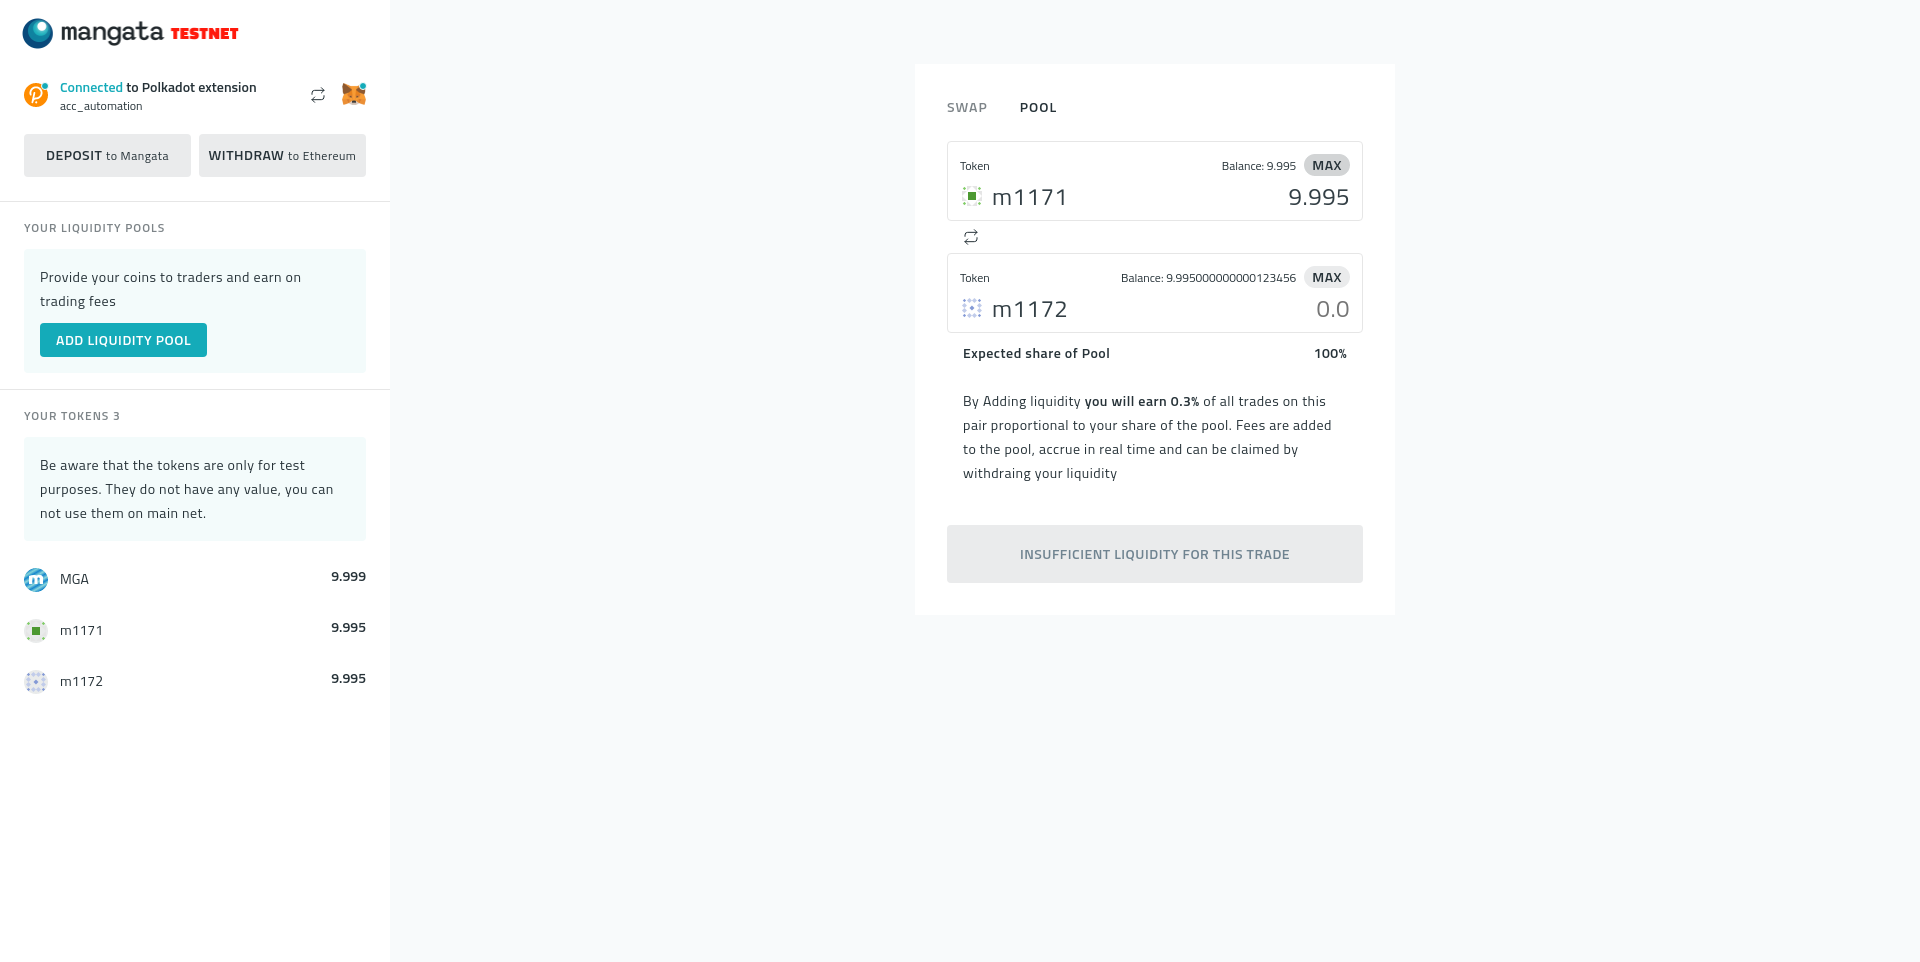 mangata TESTNET
Connected to Polkadot extension
acc_automation
DEPOSIT to Mangata
WITHDRAW to Ethereum
YOUR LIQUIDITY POOLS
Provide your coins to traders and earn on
trading fees
ADD LIQUIDITY POOL
YOUR TOKENS 3
Be aware that the tokens are only for test
purposes. They do not have any value, you can
not use them on main net.
MGA 9.999
m1171 9.995
m1172 9.995
SWAP POOL
Token Balance: 9.995 MAX
m1171 9.995
Token Balance: 9.995000000000123456 MAX
m1172 0.0
Expected share of Pool 100%
By Adding liquidity you will earn 0.3% of all trades on this
pair proportional to your share of the pool. Fees are added
to the pool, accrue in real time and can be claimed by
withdraing your liquidity
INSUFFICIENT LIQUIDITY FOR THIS TRADE